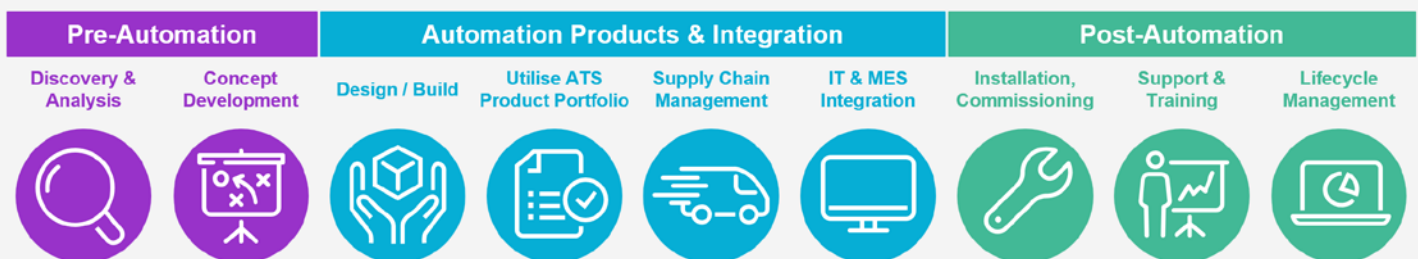 Pre-Automation
Automation Products & Integration
Post-Automation
Discovery &
Analysis
Concept
Development
Design / Build
Utilise ATS
Product Portfolio
Supply Chain
Management
IT & MES
Integration
Installation,
Commissioning
Support &
Training
Lifecycle
Management